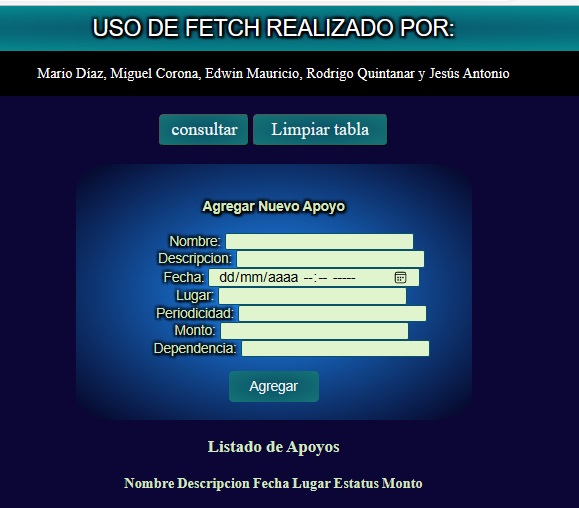 USO DE FETCH REALIZADO POR:
Mario Díaz, Miguel Corona, Edwin Mauricio, Rodrigo Quintanar y Jesús Antonio
consultar Limpiar tabla
Agregar Nuevo Apoyo
Nombre:
Descripcion:
Fecha: dd/mm/aaaa --:-- -----
Lugar:
Periodicidad:
Monto:
Dependencia:
Agregar
Listado de Apoyos
Nombre Descripcion Fecha Lugar Estatus Monto